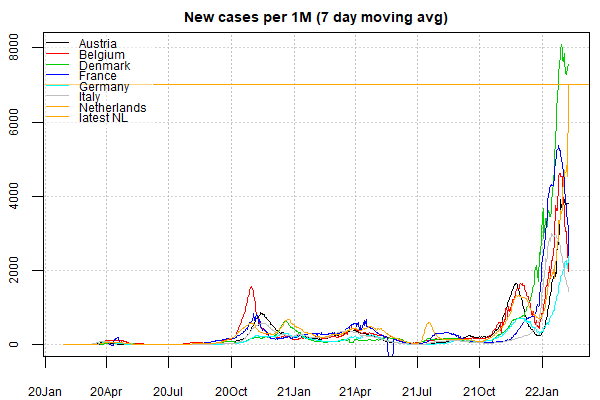 New cases per 1M (7 day moving avg)
Austria
Belgium
Denmark
France
Germany
Italy
Netherlands
latest NL
8000
6000
4000
2000
0
20Jan 20Apr 20Jul 20Oct 21Jan 21Apr 21Jul 21Oct 22Jan